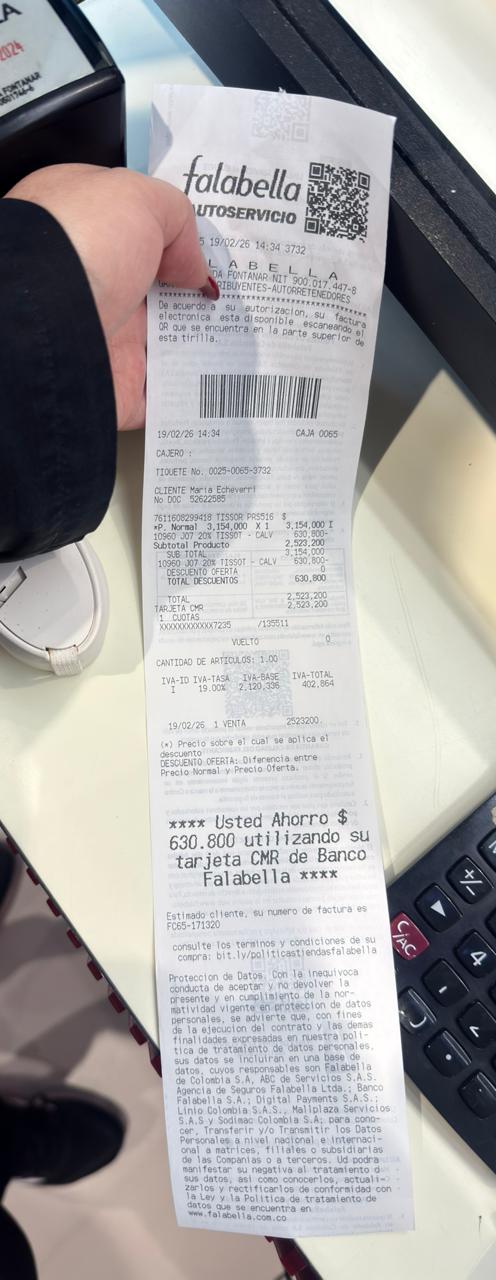 2024
FONTANAR
falabella
AUTOSERVICIO
5 19/02/26 14:34 3732
LABELLA
DA FONTANAR NIT 900.017.447-8
RIBUYENTES-AUTORRETENEDORES
De acuerdo a su autorizacion, su factura
electronica esta disponible escaneando el
QR que se encuentra en la parte superior de
esta tirilla.
19/02/26 14:34 CAJA 0065
CAJERO :
TIQUETE No. 0025-0065-3732
CLIENTE Maria Echeverri
No DOC 52622585
7611608299418 TISSOR PRS516 $
*P. Normal 3,154,000 X 1 3,154,000 I
10960 J07 20% TISSOT - CALV 630,800-
Subtotal Producto 2,523,200
SUB TOTAL 3,154,000
10960 J07 20% TISSOT - CALV 630,800-
DESCUENTO OFERTA 0
TOTAL DESCUENTOS 630,800
TOTAL 2,523,200
TARJETA CMR 2,523,200
1 CUOTAS
XXXXXXXXXXXX7235 /135511
VUELTO 0
CANTIDAD DE ARTICULOS: 1.00
IVA-ID IVA-TASA IVA-BASE IVA-TOTAL
I 19.00% 2,120,336 402,864
19/02/26 1 VENTA 2523200
(*) Precio sobre el cual se aplica el
descuento
DESCUENTO OFERTA: Diferencia entre
Precio Normal y Precio Oferta.
**** Usted Ahorro $
630.800 utilizando su
tarjeta CMR de Banco
Falabella ****
Estimado cliente, su numero de factura es
FC65-171320
consulte los terminos y condiciones de su
compra: bit.ly/politicastiendasfalabella
Proteccion de Datos. Con la inequivoca
conducta de aceptar y no devolver la
presente y en cumplimiento de la nor-
matividad vigente en proteccion de datos
personales, se advierte que, con fines
de la ejecucion del contrato y las demas
finalidades expresadas en nuestra poli-
tica de tratamiento de datos personales,
sus datos se incluiran en una base de
datos, cuyos responsables son Falabella
de Colombia S.A, ABC de Servicios S.A.S.
Agencia de Seguros Falabella Ltda.; Banco
Falabella S.A.; Digital Payments S.A.S.;
Linio Colombia S.A.S., Mallplaza Servicios
S.A.S y Sodimac Colombia S.A; para cono-
cer, Transferir y/o Transmitir los Datos
Personales a nivel nacional e internaci-
onal a matrices, filiales o subsidiarias
de las Companias o a terceros. Ud podra
manifestar su negativa al tratamiento d
sus datos, asi como conocerlos, actuali-
zarlos y rectificarlos de conformidad con
la Ley y la Politica de tratamiento de
datos que se encuentra en
www.falabella.com.co
+/-
C/AC
4